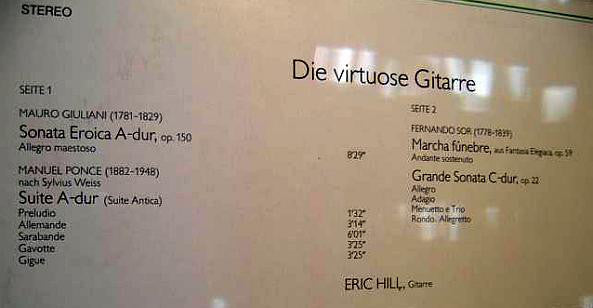 STEREO
Die virtuose Gitarre
SEITE 1
MAURO GIULIANI (1781-1829)
Sonata Eroica A-dur, op. 150
Allegro maestoso 8'29"
MANUEL PONCE (1882-1948)
nach Sylvius Weiss
Suite A-dur (Suite Antica)
Preludio 1'32"
Allemande 3'14"
Sarabande 6'01"
Gavotte 3'25"
Gigue 3'25"
SEITE 2
FERNANDO SOR (1778-1839)
Marcha fúnebre, aus Fantasia Elegiaca, op. 59
Andante sostenuto
Grande Sonata C-dur, op. 22
Allegro
Adagio
Menuetto e Trio
Rondo. Allegretto
ERIC HILL, Gitarre